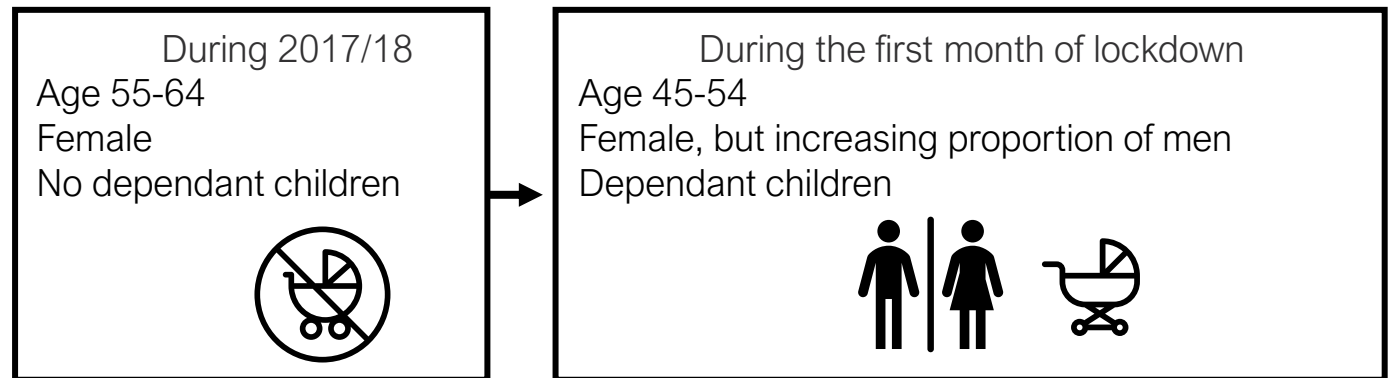 During 2017/18
Age 55-64
Female
No dependant children
During the first month of lockdown
Age 45-54
Female, but increasing proportion of men
Dependant children